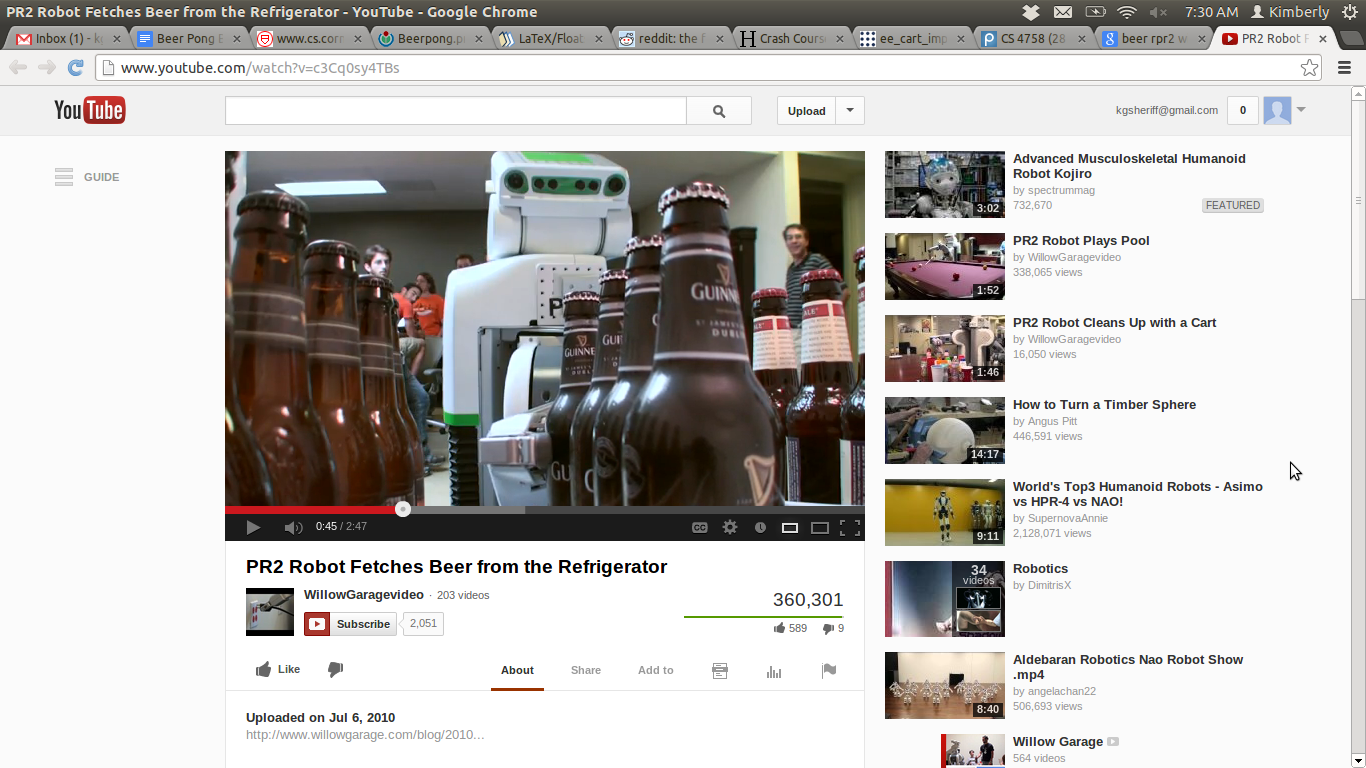 PR2 Robot Fetches Beer from the Refrigerator - YouTube - Google Chrome
7:30 AM Kimberly
Inbox (1) - k
Beer Pong E
www.cs.corr
Beerpong.p
LaTeX/Float
reddit: the f
Crash Cours
ee_cart_imp
CS 4758 (28
beer rpr2 w
PR2 Robot F
www.youtube.com/watch?v=c3Cq0sy4TBs
YouTube
Upload
kgsheriff@gmail.com
0
GUIDE
GUINNESS
ST. JAMES'S
DUBL
GUINNE
GUI
ALE
P
CC
0:45 / 2:47
PR2 Robot Fetches Beer from the Refrigerator
WillowGaragevideo · 203 videos
Subscribe 2,051
360,301
589 9
Like
About Share Add to
Uploaded on Jul 6, 2010
http://www.willowgarage.com/blog/2010...
3:02
Advanced Musculoskeletal Humanoid
Robot Kojiro
by spectrummag
732,670
FEATURED
1:52
PR2 Robot Plays Pool
by WillowGaragevideo
338,065 views
1:46
PR2 Robot Cleans Up with a Cart
by WillowGaragevideo
16,050 views
14:17
How to Turn a Timber Sphere
by Angus Pitt
446,591 views
9:11
World's Top3 Humanoid Robots - Asimo
vs HPR-4 vs NAO!
by SupernovaAnnie
2,128,071 views
34
videos
Robotics
by DimitrisX
8:40
Aldebaran Robotics Nao Robot Show
.mp4
by angelachan22
506,693 views
Willow Garage
564 videos